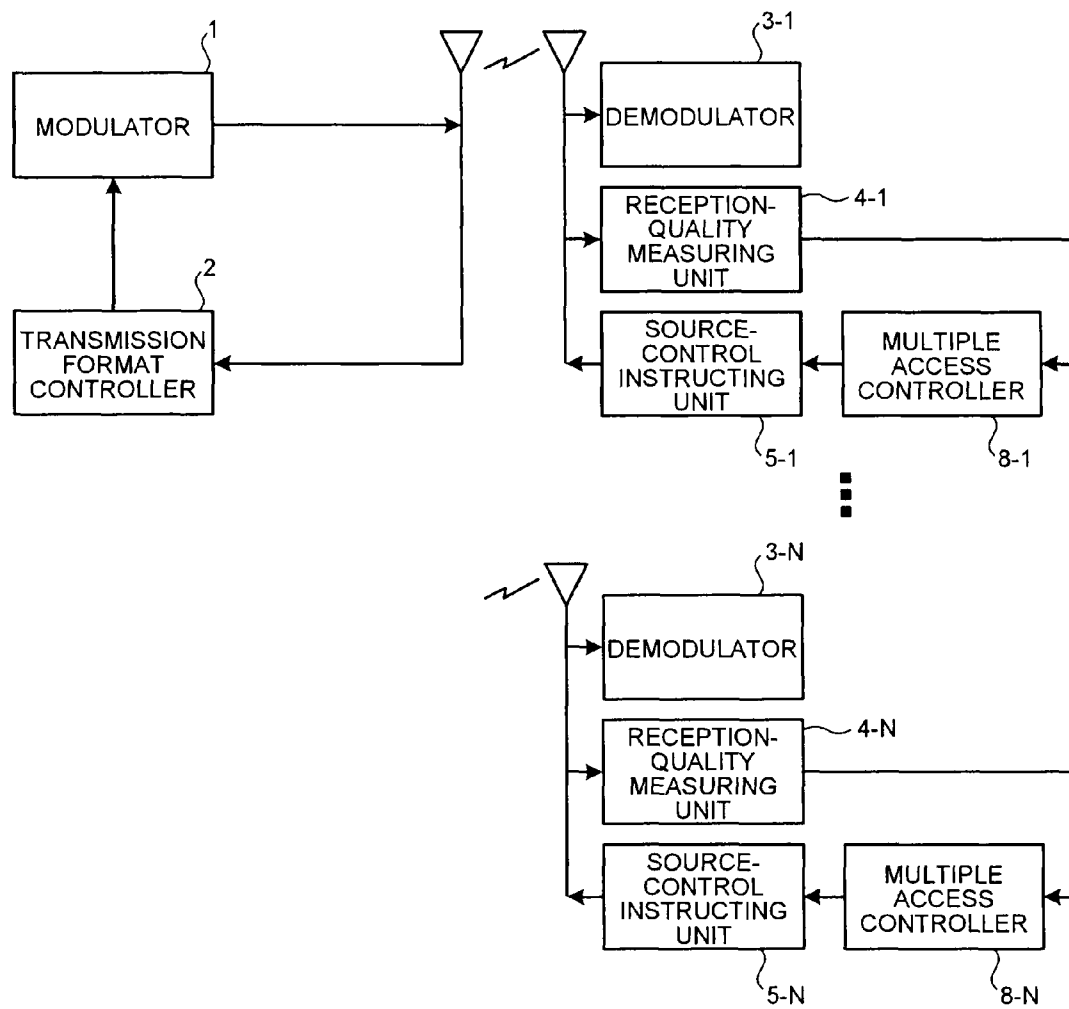 1
MODULATOR
2
TRANSMISSION
FORMAT
CONTROLLER
3-1
DEMODULATOR
4-1
RECEPTION-
QUALITY
MEASURING
UNIT
SOURCE-
CONTROL
INSTRUCTING
UNIT
5-1
MULTIPLE
ACCESS
CONTROLLER
8-1
3-N
DEMODULATOR
4-N
RECEPTION-
QUALITY
MEASURING
UNIT
SOURCE-
CONTROL
INSTRUCTING
UNIT
5-N
MULTIPLE
ACCESS
CONTROLLER
8-N